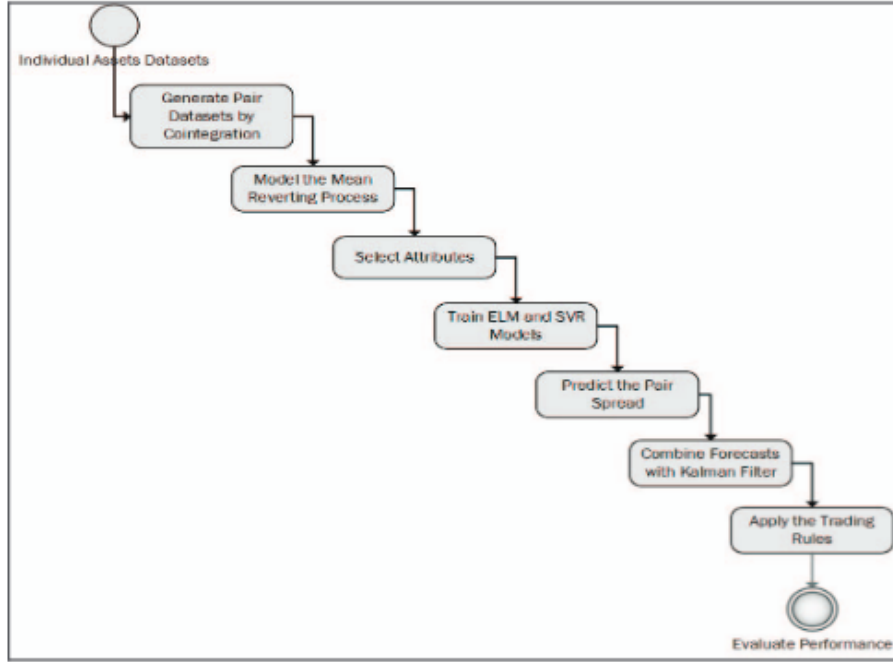 Individual Assets Datasets
Generate Pair
Datasets by
Cointegration
Model the Mean
Reverting Process
Select Attributes
Train ELM and SVR
Models
Predict the Pair
Spread
Combine Forecasts
with Kalman Filter
Apply the Trading
Rules
Evaluate Performance